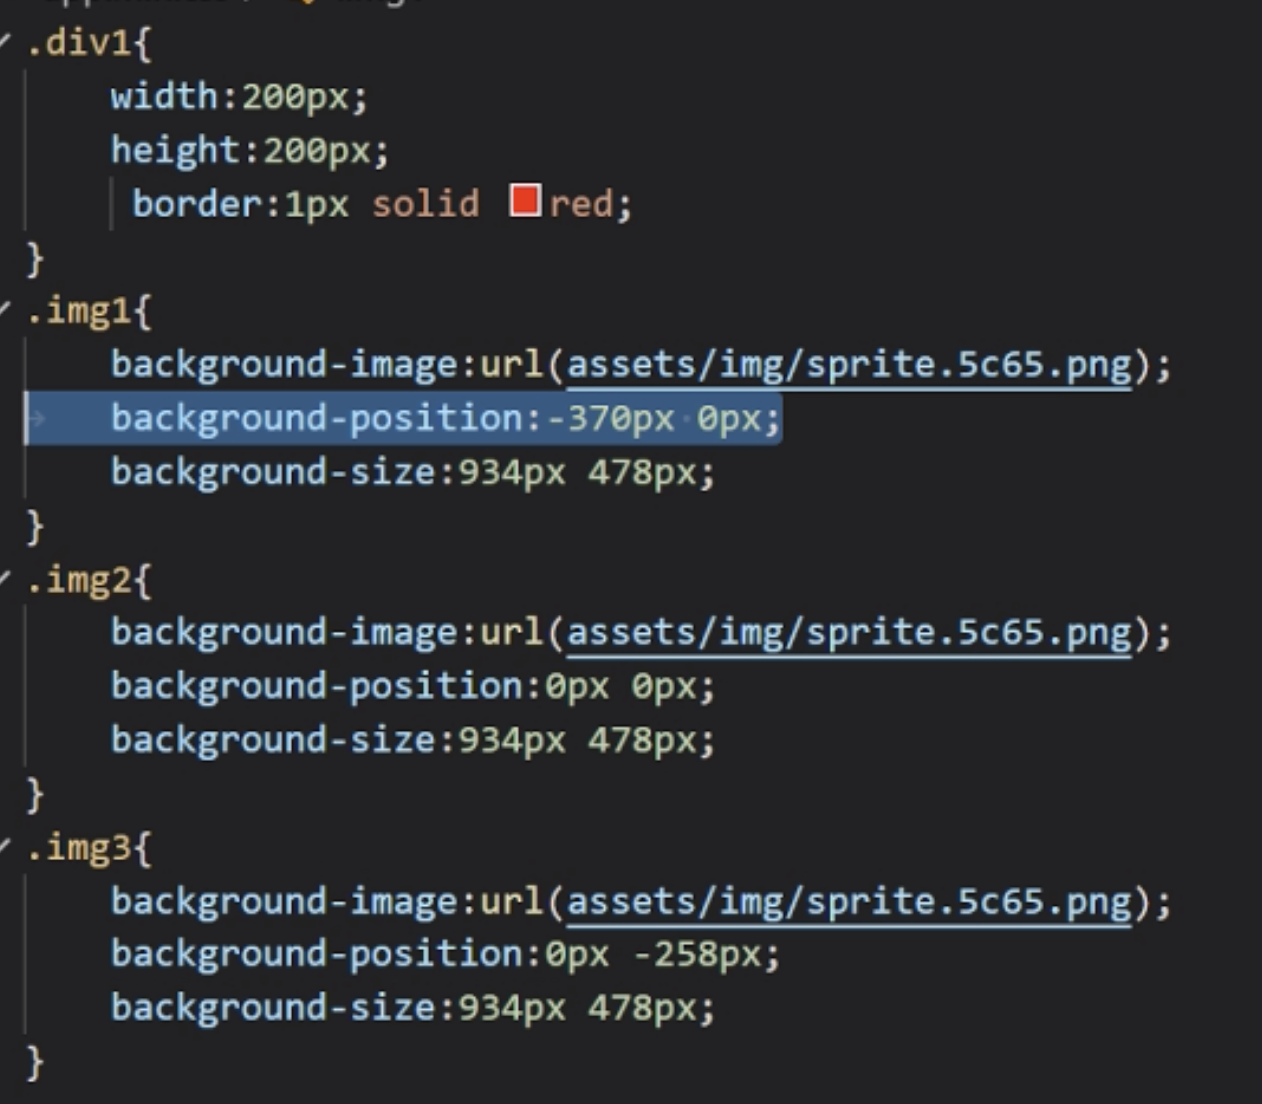 .div1{
width:200px;
height:200px;
border:1px solid red;
}
.img1{
background-image:url(assets/img/sprite.5c65.png);
background-position:-370px 0px;
background-size:934px 478px;
}
.img2{
background-image:url(assets/img/sprite.5c65.png);
background-position:0px 0px;
background-size:934px 478px;
}
.img3{
background-image:url(assets/img/sprite.5c65.png);
background-position:0px -258px;
background-size:934px 478px;
}